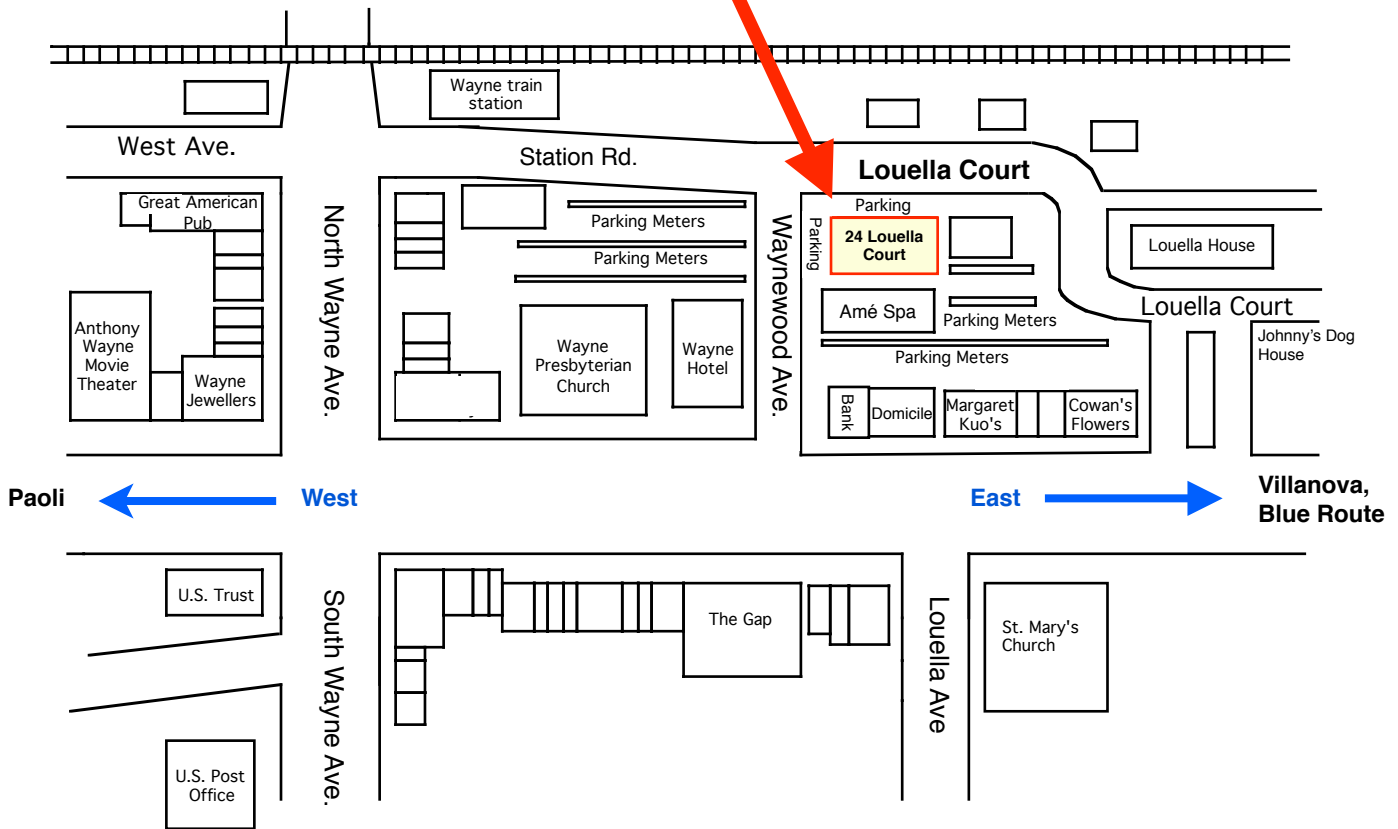 Wayne train
station
West Ave.
Station Rd.
Louella Court
Great American
Pub
North Wayne Ave.
Parking Meters
Parking Meters
Waynewood Ave.
Parking
Parking
24 Louella
Court
Louella House
Louella Court
Amé Spa
Parking Meters
Parking Meters
Johnny's Dog
House
Anthony
Wayne
Movie
Theater
Wayne
Jewellers
Wayne
Presbyterian
Church
Wayne
Hotel
Bank
Domicile
Margaret
Kuo's
Cowan's
Flowers
Paoli
West
East
Villanova,
Blue Route
U.S. Trust
South Wayne Ave.
The Gap
Louella Ave
St. Mary's
Church
U.S. Post
Office